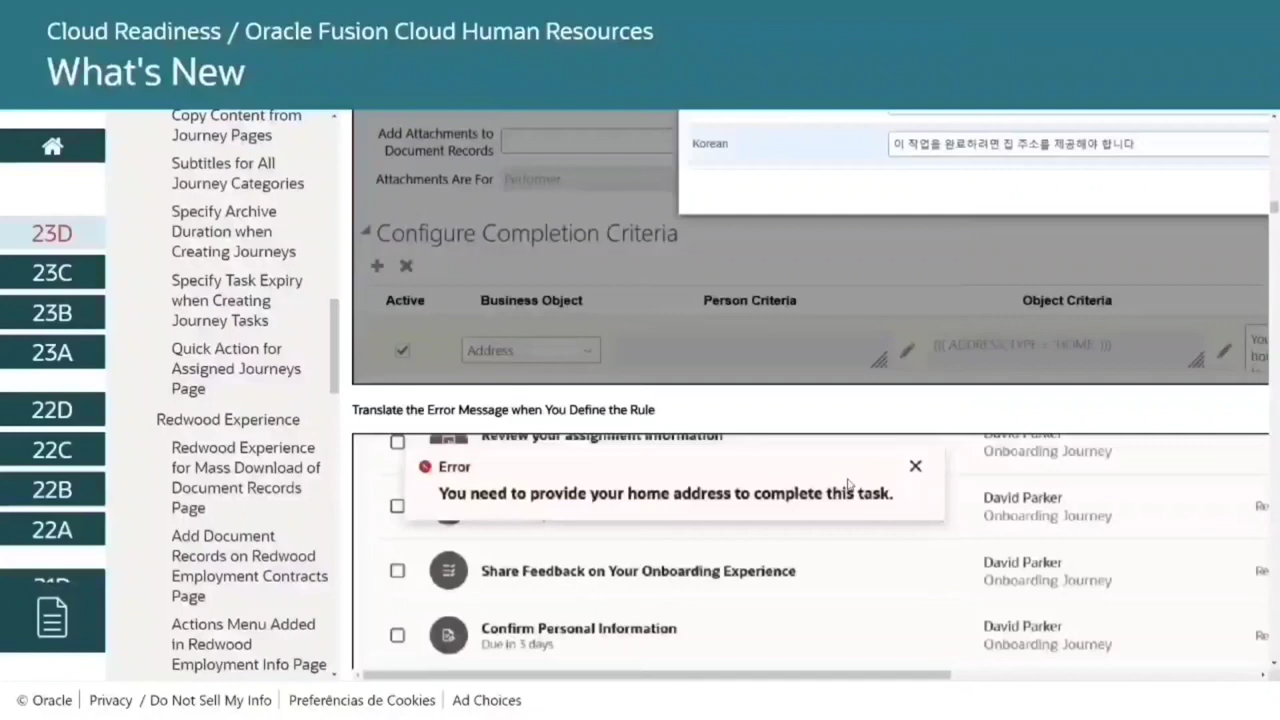 Cloud Readiness / Oracle Fusion Cloud Human Resources
What's New
23D
23C
23B
23A
22D
22C
22B
22A
Copy Content from
Journey Pages
Subtitles for All
Journey Categories
Specify Archive
Duration when
Creating Journeys
Specify Task Expiry
when Creating
Journey Tasks
Quick Action for
Assigned Journeys
Page
Redwood Experience
Redwood Experience
for Mass Download of
Document Records
Page
Add Document
Records on Redwood
Employment Contracts
Page
Actions Menu Added
in Redwood
Employment Info Page
Add Attachments to
Document Records
Attachments Are For Performer
Korean 이 작업을 완료하려면 집 주소를 제공해야 합니다
Configure Completion Criteria
Active Business Object Person Criteria Object Criteria
Address
Translate the Error Message when You Define the Rule
Review your assignment information
David Parker
Onboarding Journey
Error
You need to provide your home address to complete this task.
David Parker
Onboarding Journey
Share Feedback on Your Onboarding Experience
David Parker
Onboarding Journey
Confirm Personal Information
Due in 3 days
David Parker
Onboarding Journey
© Oracle Privacy / Do Not Sell My Info Preferências de Cookies Ad Choices